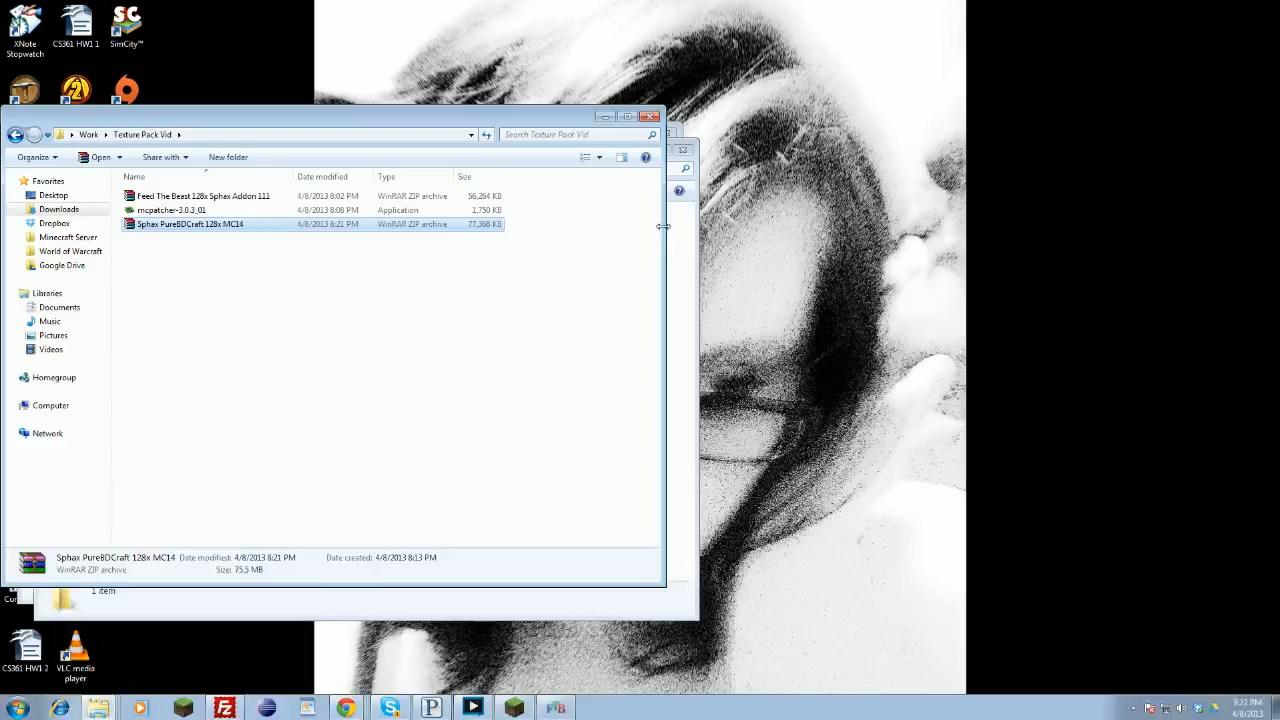 XNote Stopwatch
CS361 HW1 1
SimCity™
Work ▸ Texture Pack Vid ▸
Search Texture Pack Vid
Organize
Open
Share with
New folder
Name
Date modified
Type
Size
Favorites
Desktop
Downloads
Dropbox
Minecraft Server
World of Warcraft
Google Drive
Libraries
Documents
Music
Pictures
Videos
Homegroup
Computer
Network
Feed The Beast 128x Sphax Addon 111 4/8/2013 8:02 PM WinRAR ZIP archive 56,264 KB
mcpatcher-3.0.3_01 4/8/2013 8:08 PM Application 1,750 KB
Sphax PureBDCraft 128x MC14 4/8/2013 8:21 PM WinRAR ZIP archive 77,368 KB
Sphax PureBDCraft 128x MC14 Date modified: 4/8/2013 8:21 PM Date created: 4/8/2013 8:13 PM
WinRAR ZIP archive Size: 75.5 MB
1 item
CS361 HW1 2
VLC media player
8:22 PM
4/8/2013